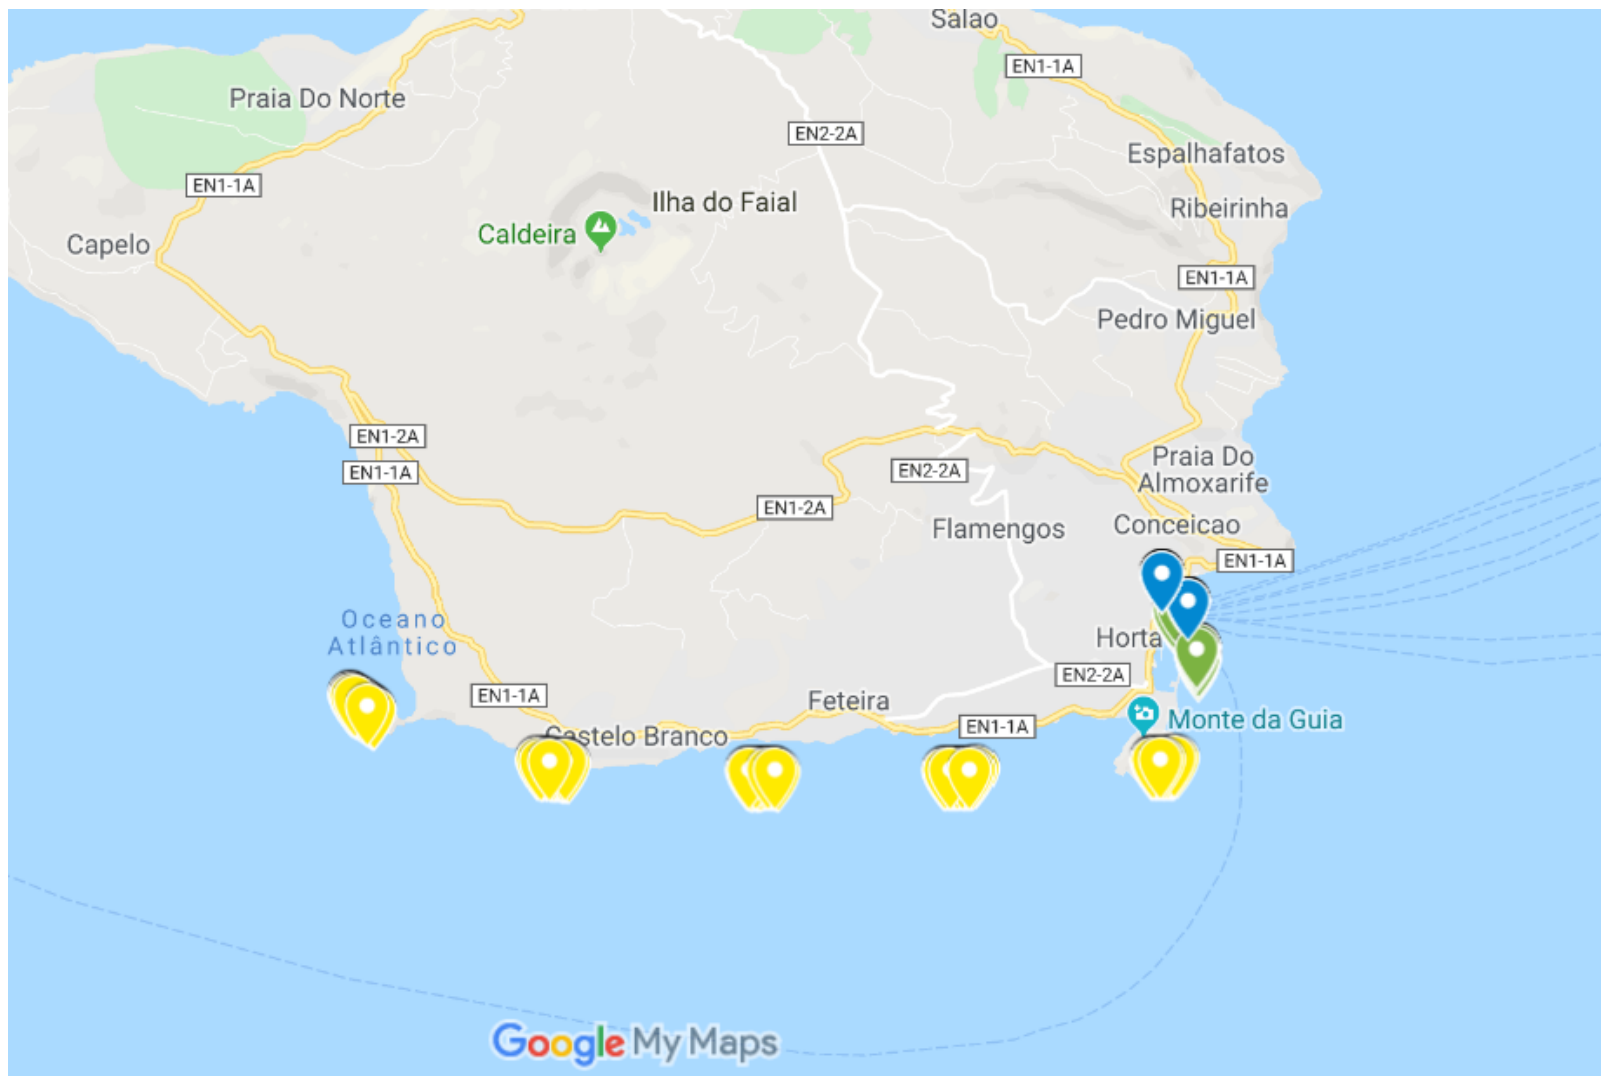 Salao
EN1-1A
Praia Do Norte
EN2-2A
Espalhafatos
EN1-1A
Ilha do Faial
Ribeirinha
Caldeira
Capelo
EN1-1A
Pedro Miguel
EN1-2A
EN1-1A
EN2-2A
Praia Do
Almoxarife
EN1-2A
Flamengos
Conceicao
EN1-1A
Oceano
Atlântico
Horta
EN2-2A
EN1-1A
Feteira
EN1-1A
Monte da Guia
Castelo Branco
Google My Maps